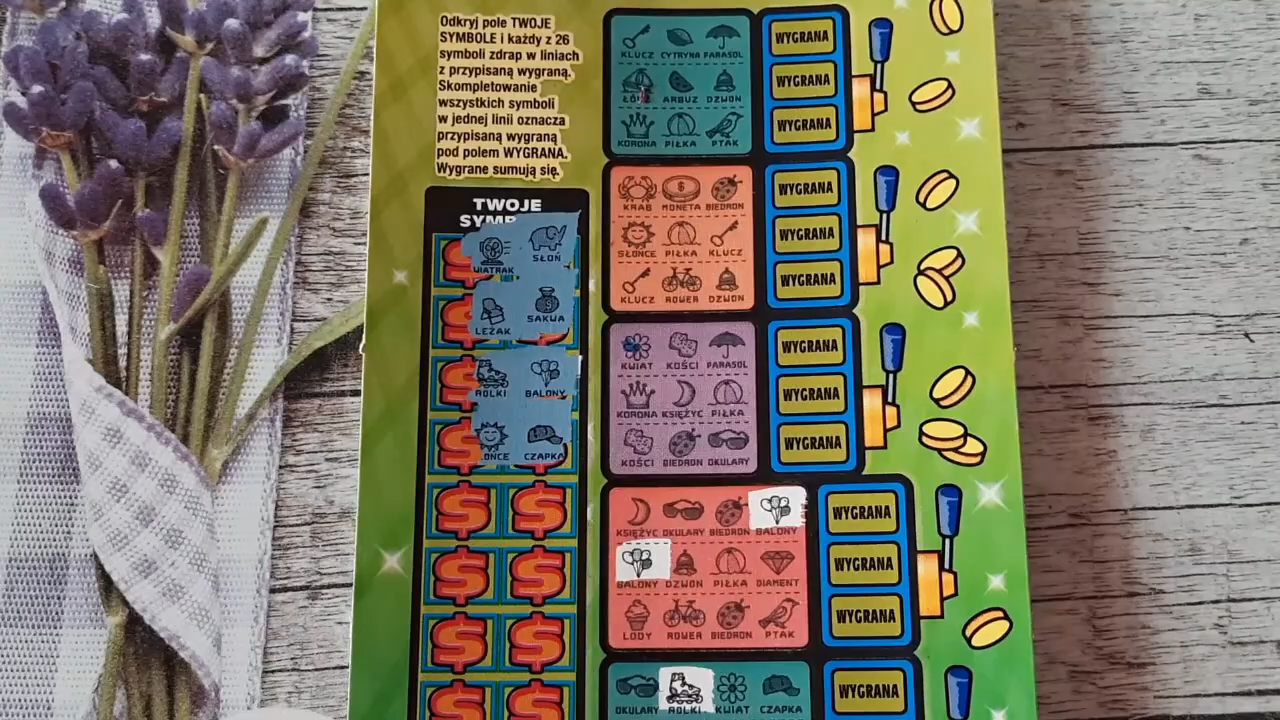 Odkryj pole TWOJE
SYMBOLE i każdy z 26
symboli zdrap w liniach
z przypisaną wygraną.
Skompletowanie
wszystkich symboli
w jednej linii oznacza
przypisaną wygraną
pod polem WYGRANA.
Wygrane sumują się.
TWOJE
WIATRAK SŁOŃ
LEŻAK SAKWA
ROLKI BALONY
CZAPKA
KLUCZ CYTRYNA PARASOL WYGRANA
ARBUZ DZWON WYGRANA
KORONA PIŁKA PTAK WYGRANA
KRAB MONETA BIEDRON WYGRANA
SŁOŃCE PIŁKA KLUCZ WYGRANA
KLUCZ ROWER DZWON WYGRANA
KWIAT KOŚCI PARASOL WYGRANA
KORONA KSIĘŻYC PIŁKA WYGRANA
KOŚCI BIEDRON OKULARY WYGRANA
KSIĘŻYC OKULARY BIEDRON BALONY WYGRANA
BALONY DZWON PIŁKA DIAMENT WYGRANA
LODY ROWER BIEDRON PTAK WYGRANA
OKULARY ROLKI KWIAT CZAPKA WYGRANA